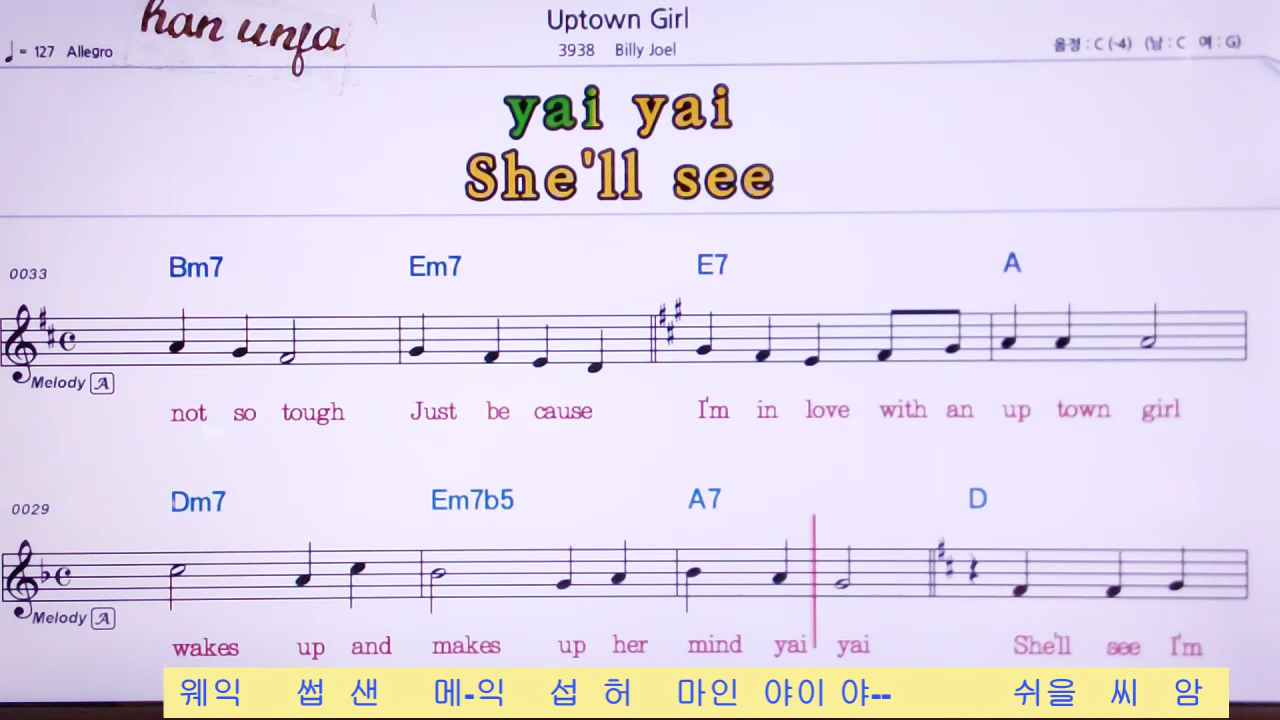 han unja
Uptown Girl
♩= 127 Allegro
3938 Billy Joel
음정 : C (-4) (남 : C 여 : G)
yai yai
She'll see
0033
Bm7 Em7 E7 A
Melody A
not so tough Just be cause I'm in love with an up town girl
0029
Dm7 Em7b5 A7 D
Melody A
wakes up and makes up her mind yai yai She'll see I'm
웨익 썹 샌 메-익 섭 허 마인 야이 야-- 쉬을 씨 암